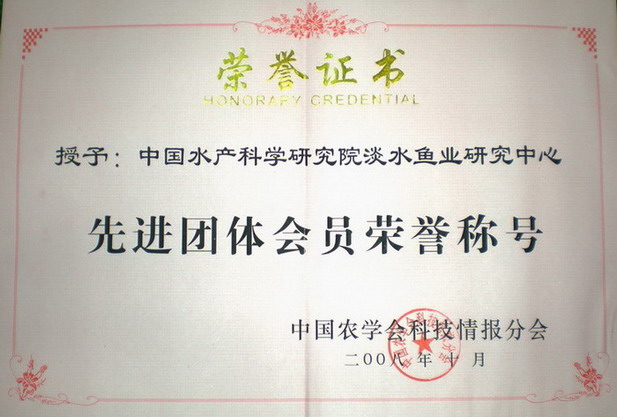 荣誉证书
HONORARY CREDENTIAL
授予：中国水产科学研究院淡水鱼业研究中心
先进团体会员荣誉称号
中国农学会科技情报分会
二〇〇八年十月